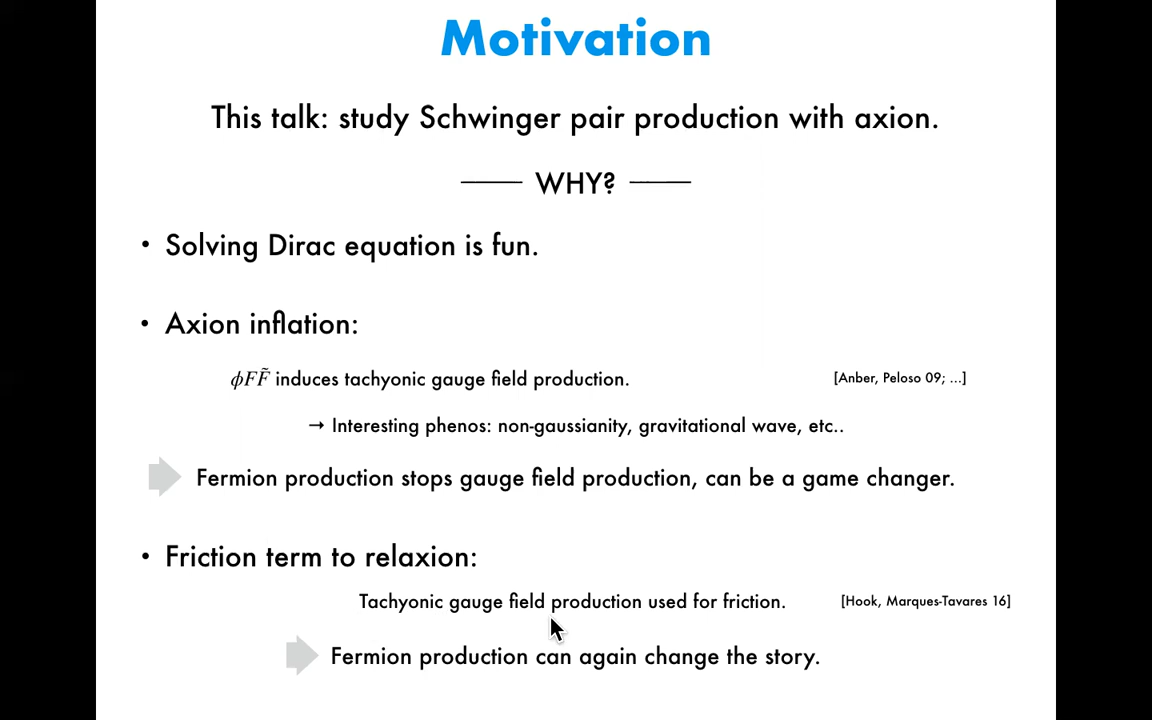 Motivation
This talk: study Schwinger pair production with axion.
WHY?
• Solving Dirac equation is fun.
• Axion inflation:
ϕFF̃ induces tachyonic gauge field production. [Anber, Peloso 09; ...]
→ Interesting phenos: non-gaussianity, gravitational wave, etc..
Fermion production stops gauge field production, can be a game changer.
• Friction term to relaxion:
Tachyonic gauge field production used for friction. [Hook, Marques-Tavares 16]
Fermion production can again change the story.